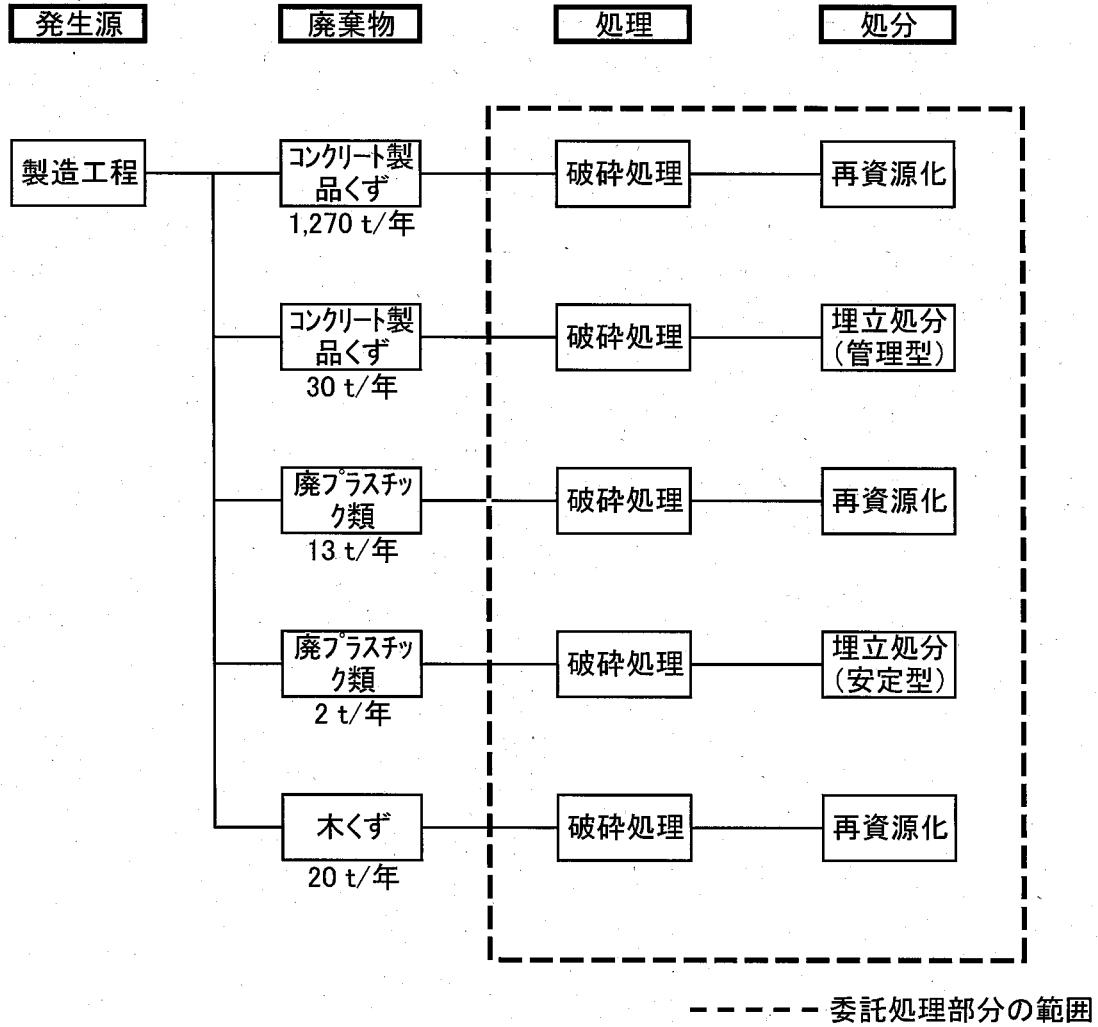 発生源
廃棄物
処理
処分
製造工程
コンクリート製
品くず
1,270 t/年
破砕処理
再資源化
コンクリート製
品くず
30 t/年
破砕処理
埋立処分
(管理型)
廃プラスチッ
ク類
13 t/年
破砕処理
再資源化
廃プラスチッ
ク類
2 t/年
破砕処理
埋立処分
(安定型)
木くず
20 t/年
破砕処理
再資源化
委託処理部分の範囲